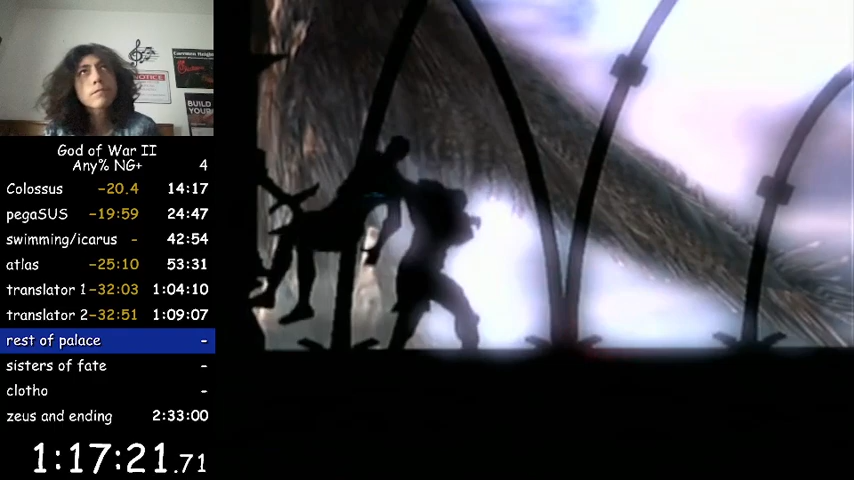 NOTICE
BUILD
YOUR
God of War II
Any% NG+ 4
Colossus -20.4 14:17
pegaSUS -19:59 24:47
swimming/icarus - 42:54
atlas -25:10 53:31
translator 1 -32:03 1:04:10
translator 2 -32:51 1:09:07
rest of palace -
sisters of fate -
clotho -
zeus and ending 2:33:00
1:17:21.71